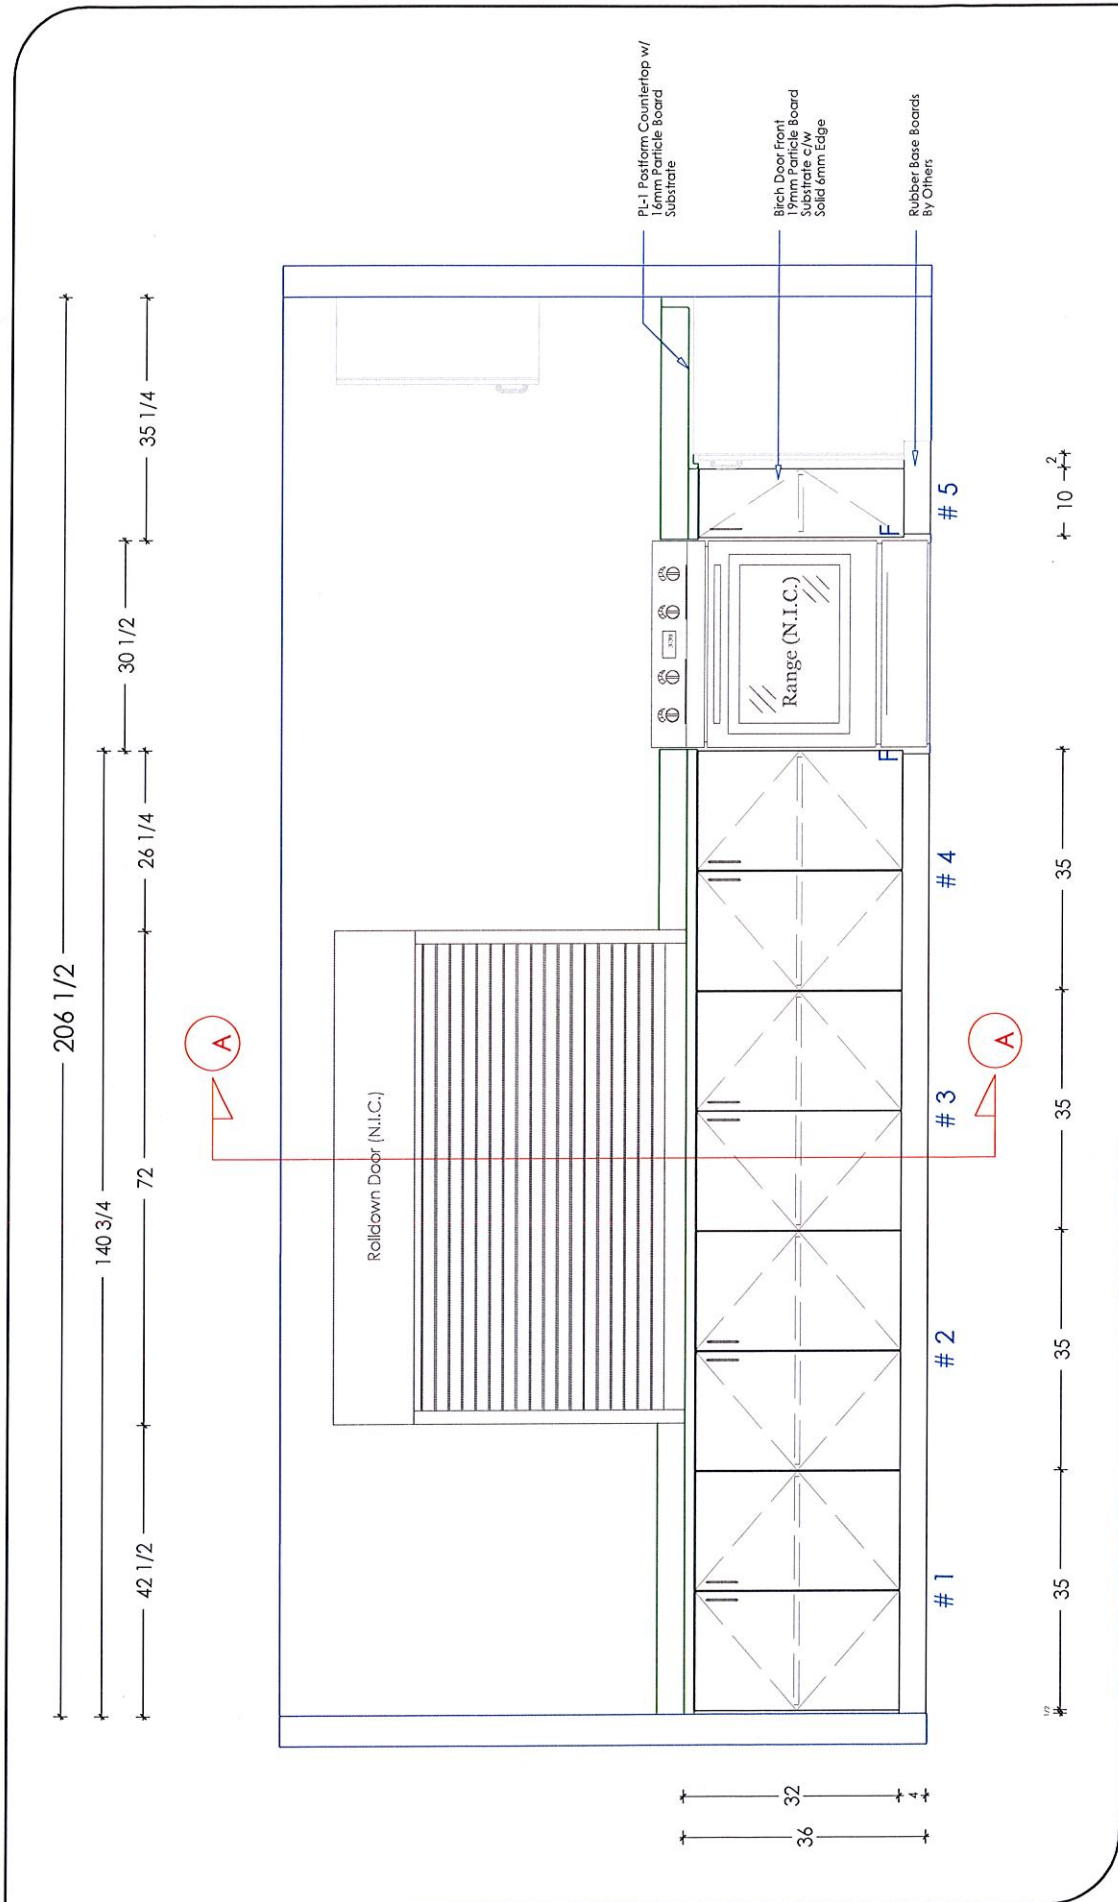 206 1/2
140 3/4
30 1/2
42 1/2
72
26 1/4
35 1/4
A
Rolldown Door (N.I.C.)
PL-1 Postform Countertop w/
16mm Particle Board
Substrate
Birch Door Front
19mm Particle Board
Substrate c/w
Solid 6mm Edge
Rubber Base Boards
By Others
Range (N.I.C.)
F
F
36
32
4
# 1
# 2
# 3
# 4
# 5
A
1/2
35
35
35
35
10
2